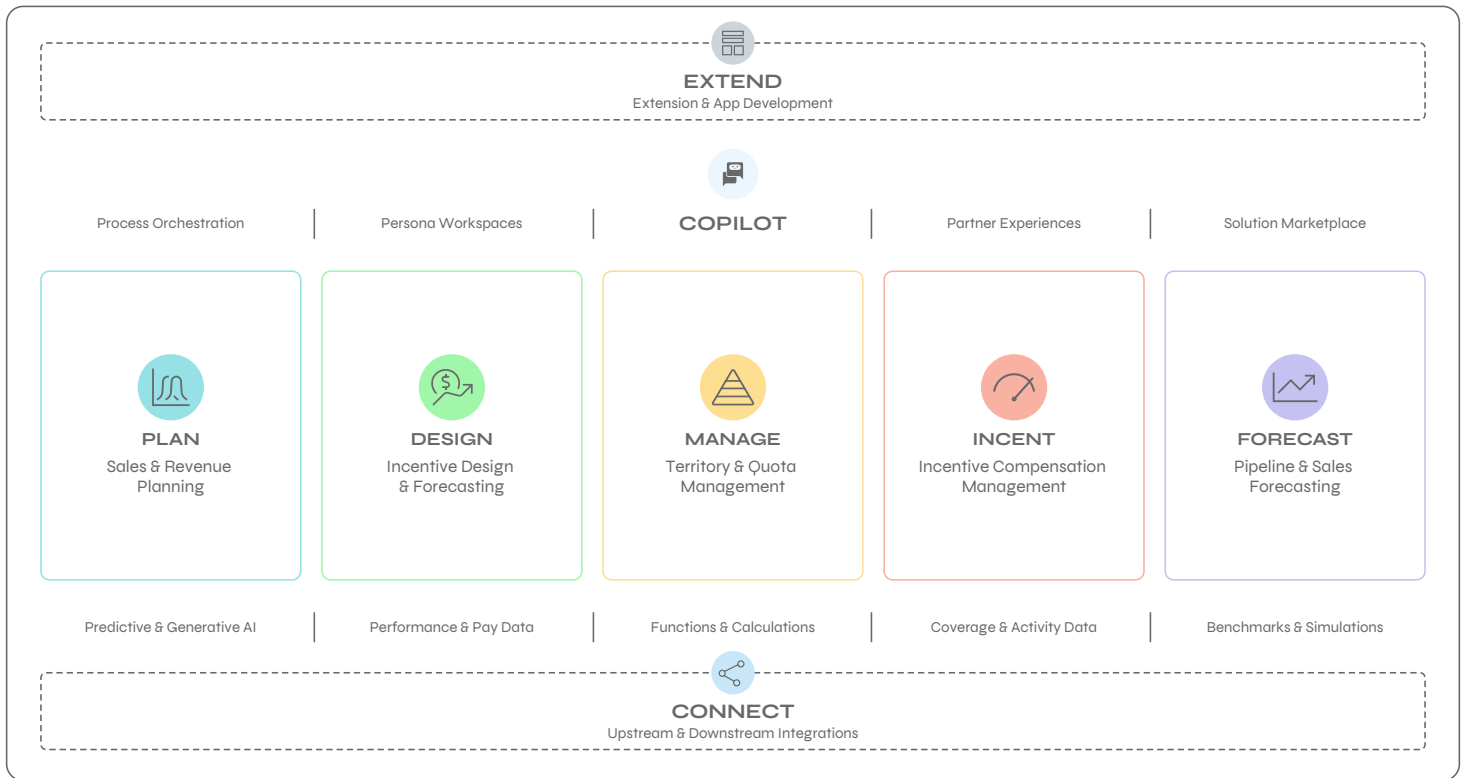 EXTEND
Extension & App Development
Process Orchestration
Persona Workspaces
COPILOT
Partner Experiences
Solution Marketplace
PLAN
Sales & Revenue
Planning
DESIGN
Incentive Design
& Forecasting
MANAGE
Territory & Quota
Management
INCENT
Incentive Compensation
Management
FORECAST
Pipeline & Sales
Forecasting
Predictive & Generative AI
Performance & Pay Data
Functions & Calculations
Coverage & Activity Data
Benchmarks & Simulations
CONNECT
Upstream & Downstream Integrations